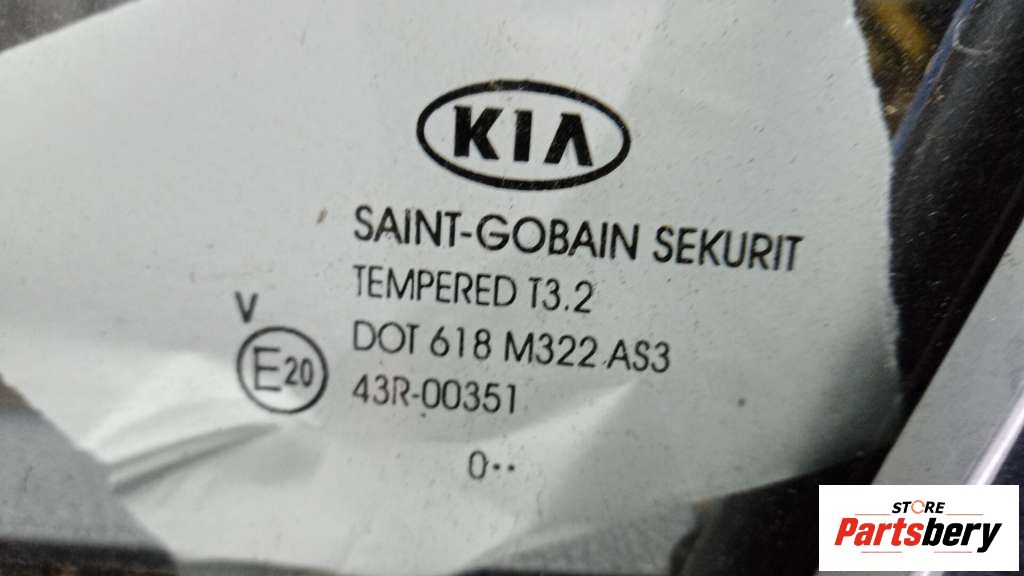 KIA
SAINT-GOBAIN SEKURIT
TEMPERED T3.2
V
DOT 618 M322 AS3
E20
43R-00351
0••
STORE
Partsbery